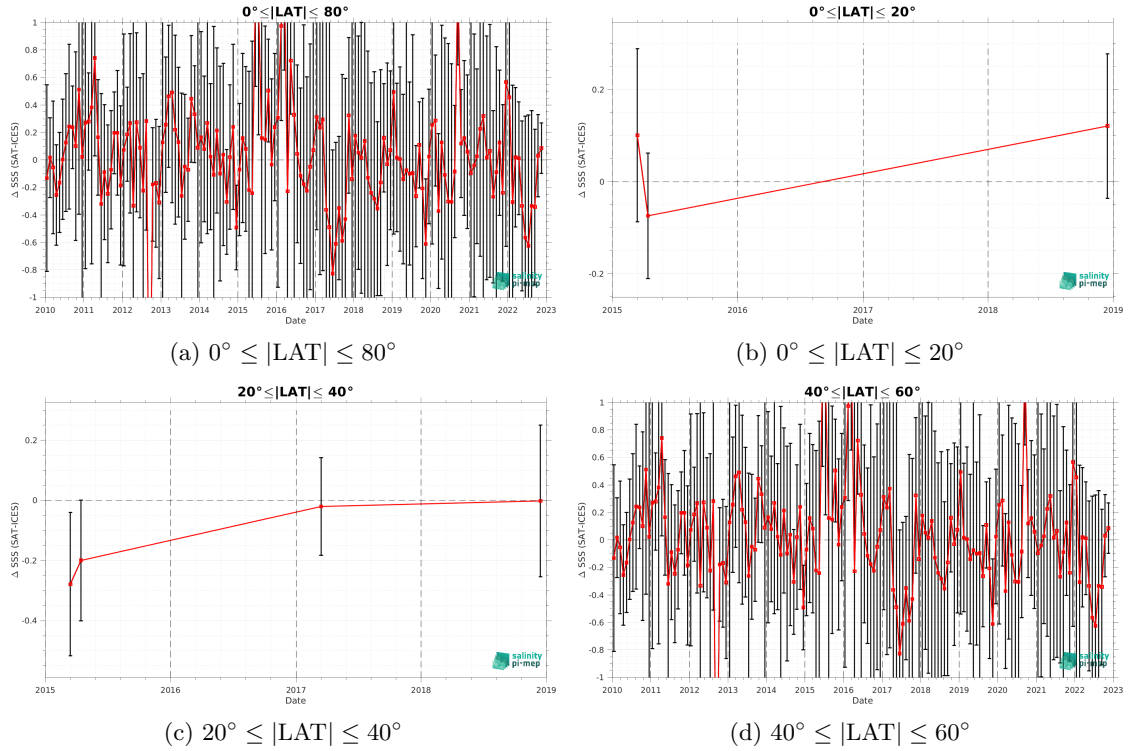 0°≤|LAT|≤ 80°
Δ SSS (SAT-ICES)
1
0.8
0.6
0.4
0.2
0
-0.2
-0.4
-0.6
-0.8
-1
2010 2011 2012 2013 2014 2015 2016 2017 2018 2019 2020 2021 2022 2023
Date
salinity
pi-mep
(a) 0° ≤ |LAT| ≤ 80°
0°≤|LAT|≤ 20°
Δ SSS (SAT-ICES)
0.2
0
-0.2
2015 2016 2017 2018 2019
Date
salinity
pi-mep
(b) 0° ≤ |LAT| ≤ 20°
20°≤|LAT|≤ 40°
Δ SSS (SAT-ICES)
0.2
0
-0.2
-0.4
2015 2016 2017 2018 2019
Date
salinity
pi-mep
(c) 20° ≤ |LAT| ≤ 40°
40°≤|LAT|≤ 60°
Δ SSS (SAT-ICES)
1
0.8
0.6
0.4
0.2
0
-0.2
-0.4
-0.6
-0.8
-1
2010 2011 2012 2013 2014 2015 2016 2017 2018 2019 2020 2021 2022 2023
Date
salinity
pi-mep
(d) 40° ≤ |LAT| ≤ 60°